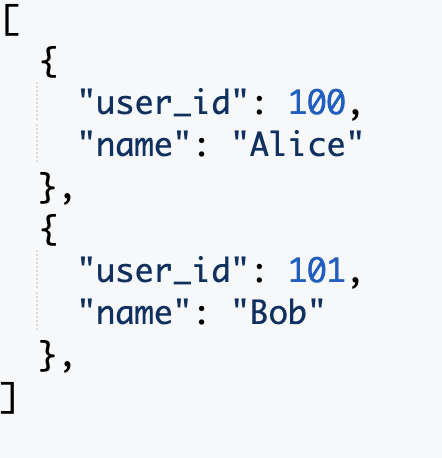 [
  {
    "user_id": 100,
    "name": "Alice"
  },
  {
    "user_id": 101,
    "name": "Bob"
  },
]